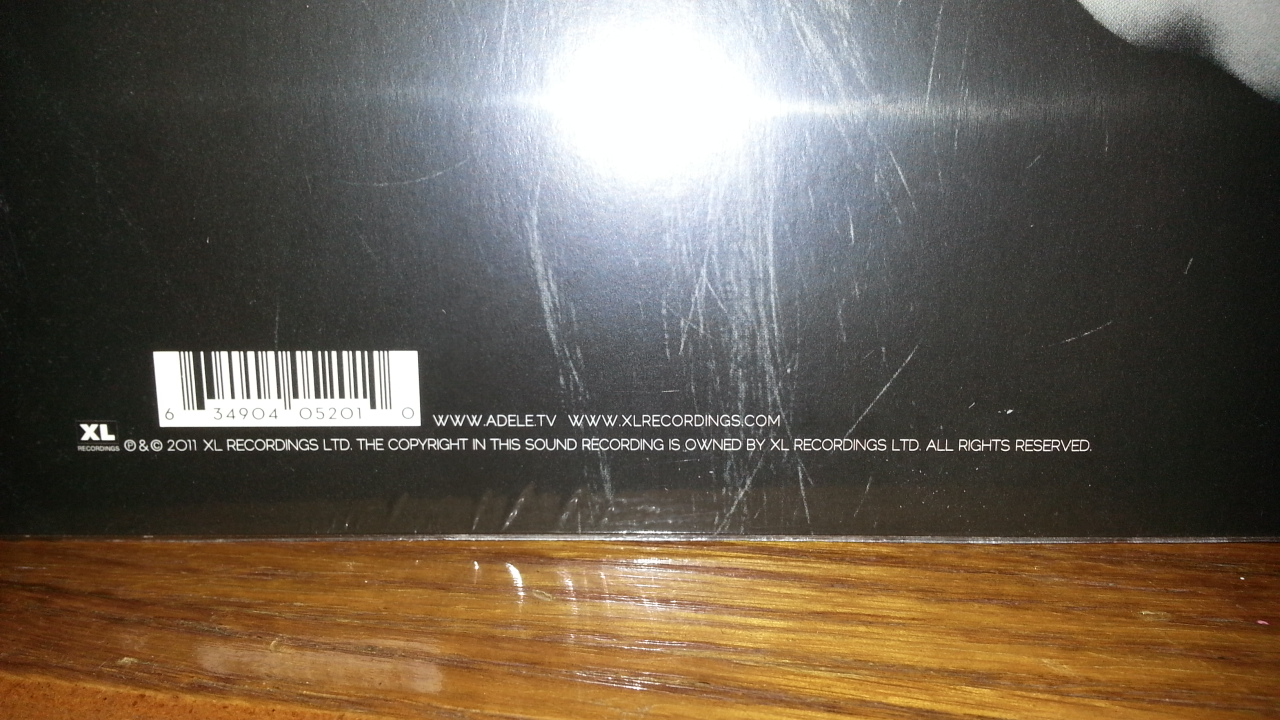 6 34904 05201 0
WWW.ADELE.TV WWW.XLRECORDINGS.COM
XL
RECORDINGS
℗ & © 2011 XL RECORDINGS LTD. THE COPYRIGHT IN THIS SOUND RECORDING IS OWNED BY XL RECORDINGS LTD. ALL RIGHTS RESERVED.